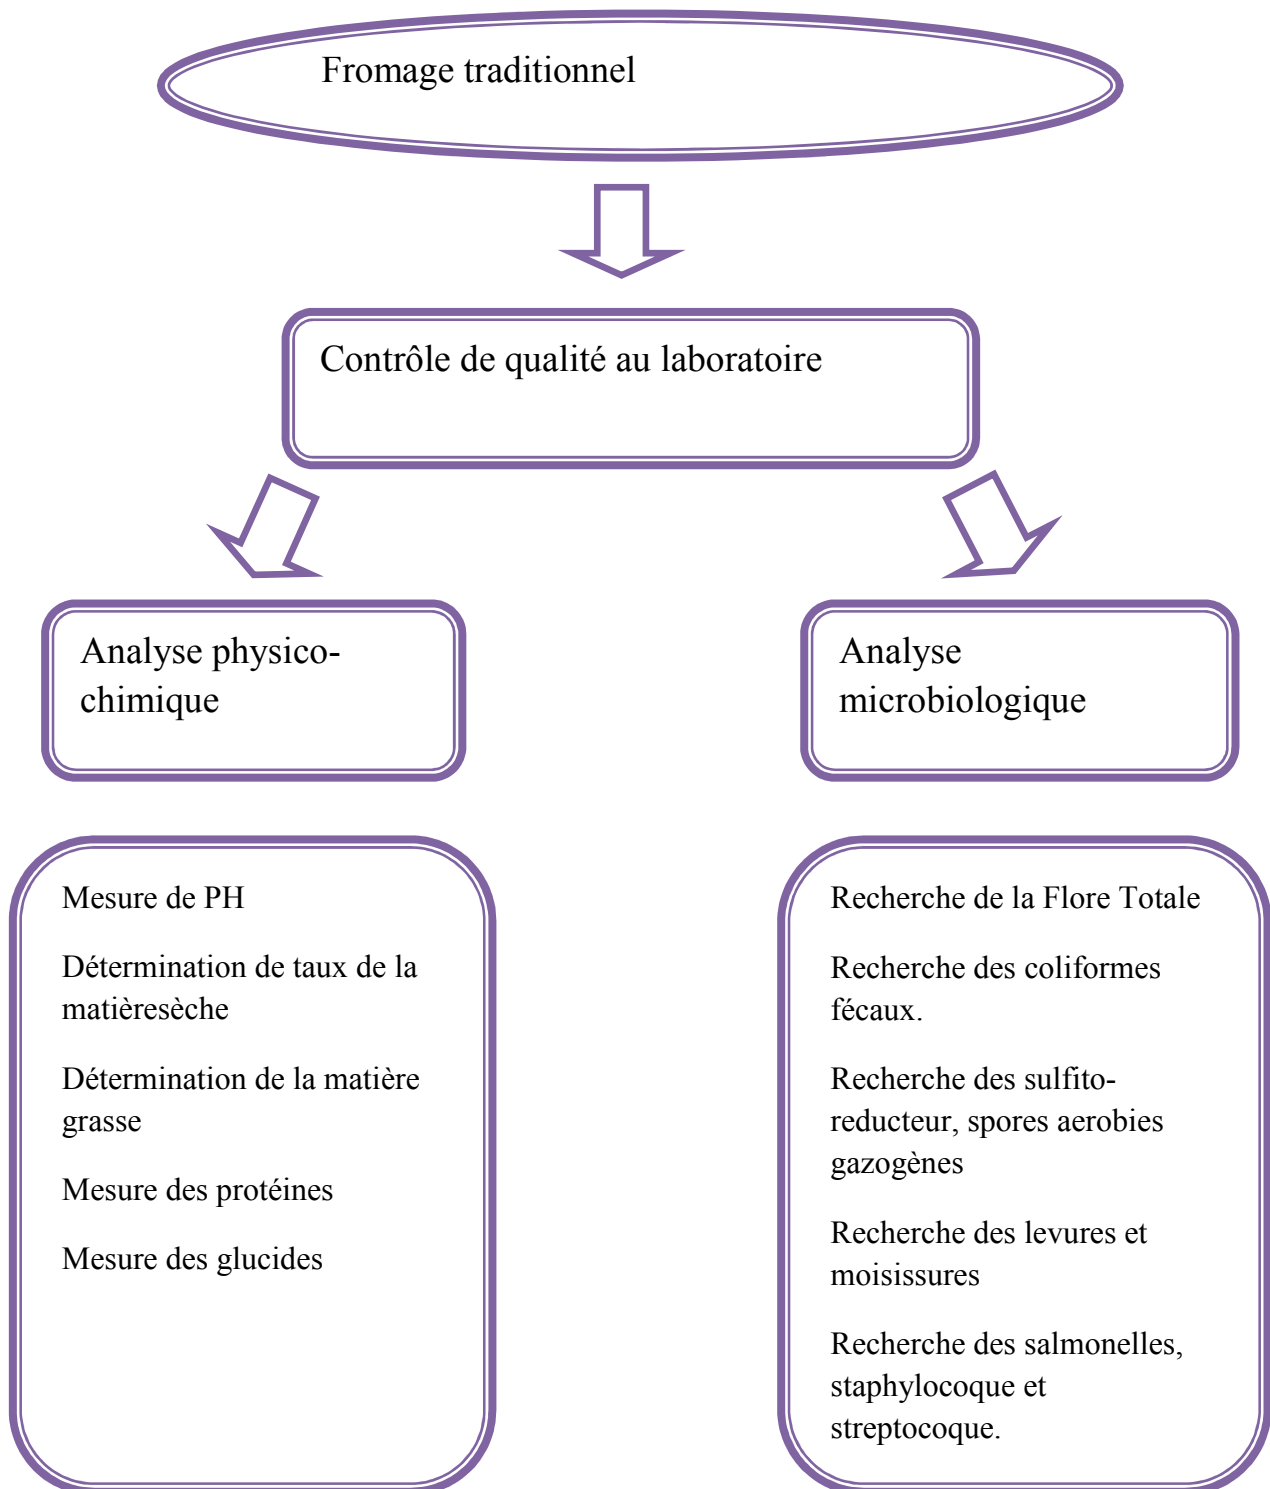 Fromage traditionnel
Contrôle de qualité au laboratoire
Analyse physico-
chimique
Analyse
microbiologique
Mesure de PH
Détermination de taux de la
matièresèche
Détermination de la matière
grasse
Mesure des protéines
Mesure des glucides
Recherche de la Flore Totale
Recherche des coliformes
fécaux.
Recherche des sulfito-
reducteur, spores aerobies
gazogènes
Recherche des levures et
moisissures
Recherche des salmonelles,
staphylocoque et
streptocoque.